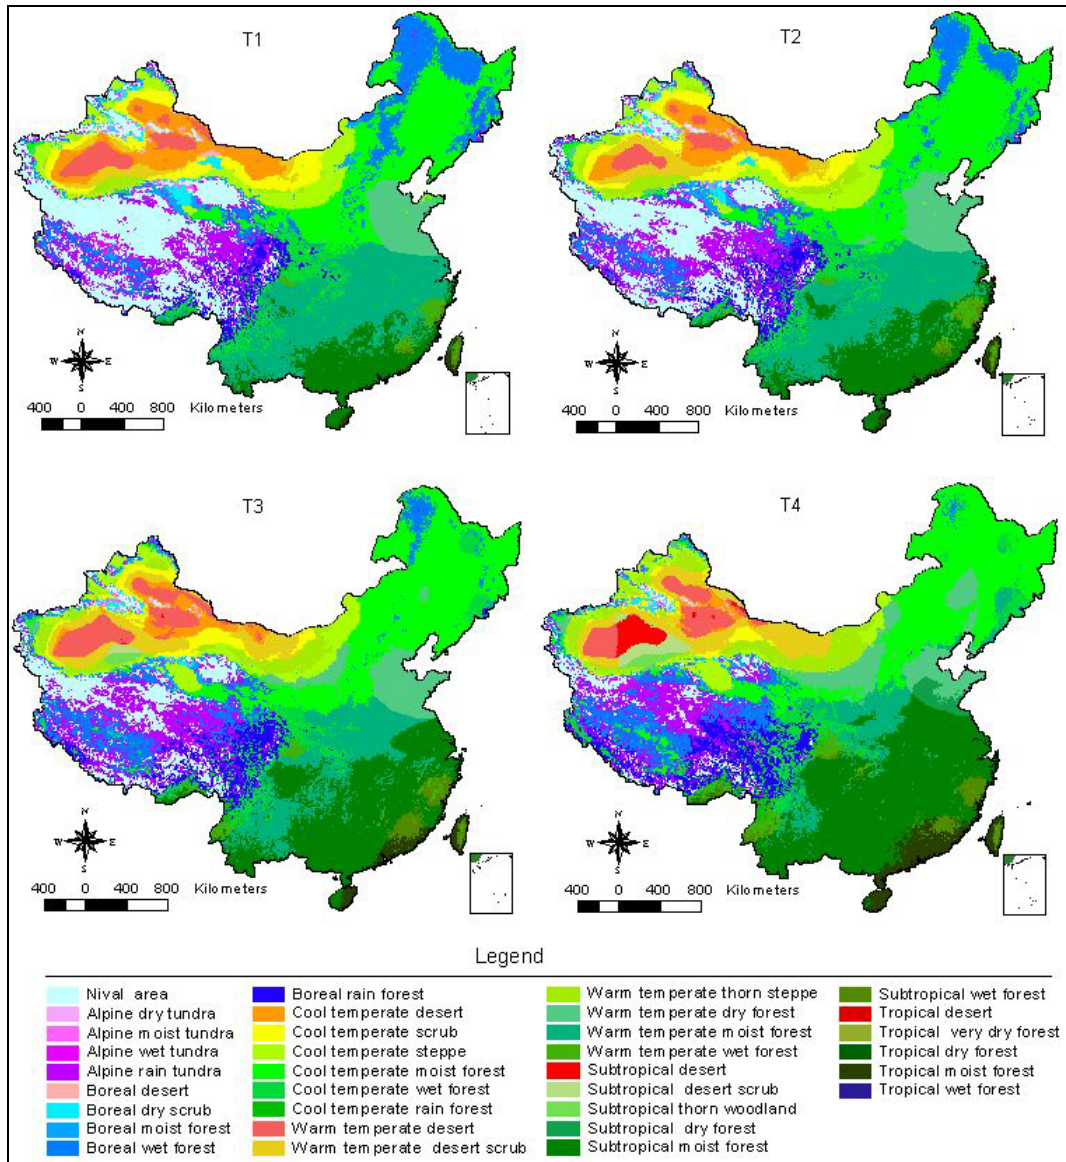 T1
T2
N
W E
S
400 0 400 800 Kilometers
N
W E
S
400 0 400 800 Kilometers
T3
T4
N
W E
S
400 0 400 800 Kilometers
N
W E
S
400 0 400 800 Kilometers
Legend
Nival area
Alpine dry tundra
Alpine moist tundra
Alpine wet tundra
Alpine rain tundra
Boreal desert
Boreal dry scrub
Boreal moist forest
Boreal wet forest
Boreal rain forest
Cool temperate desert
Cool temperate scrub
Cool temperate steppe
Cool temperate moist forest
Cool temperate wet forest
Cool temperate rain forest
Warm temperate desert
Warm temperate desert scrub
Warm temperate thorn steppe
Warm temperate dry forest
Warm temperate moist forest
Warm temperate wet forest
Subtropical desert
Subtropical desert scrub
Subtropical thorn woodland
Subtropical dry forest
Subtropical moist forest
Subtropical wet forest
Tropical desert
Tropical very dry forest
Tropical dry forest
Tropical moist forest
Tropical wet forest